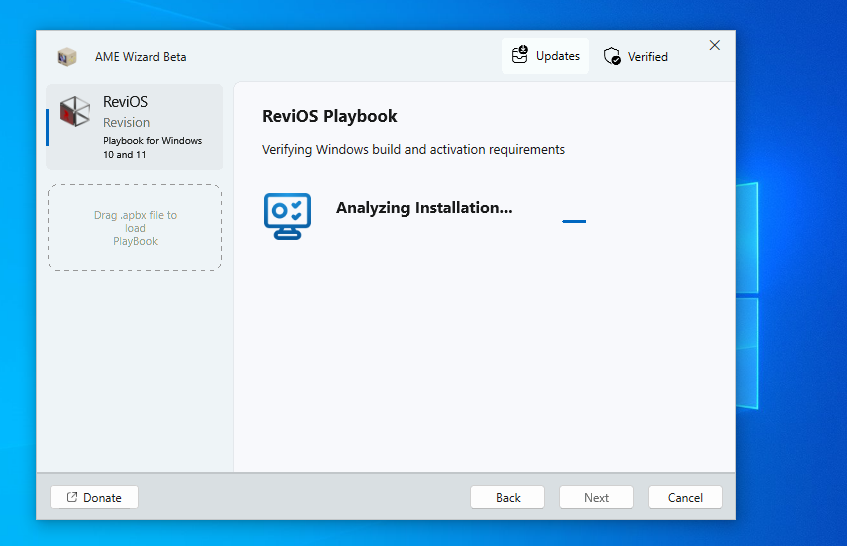 AME Wizard Beta
Updates
Verified
ReviOS
Revision
Playbook for Windows
10 and 11
Drag .apbx file to
load
PlayBook
ReviOS Playbook
Verifying Windows build and activation requirements
Analyzing Installation...
Donate
Back
Next
Cancel